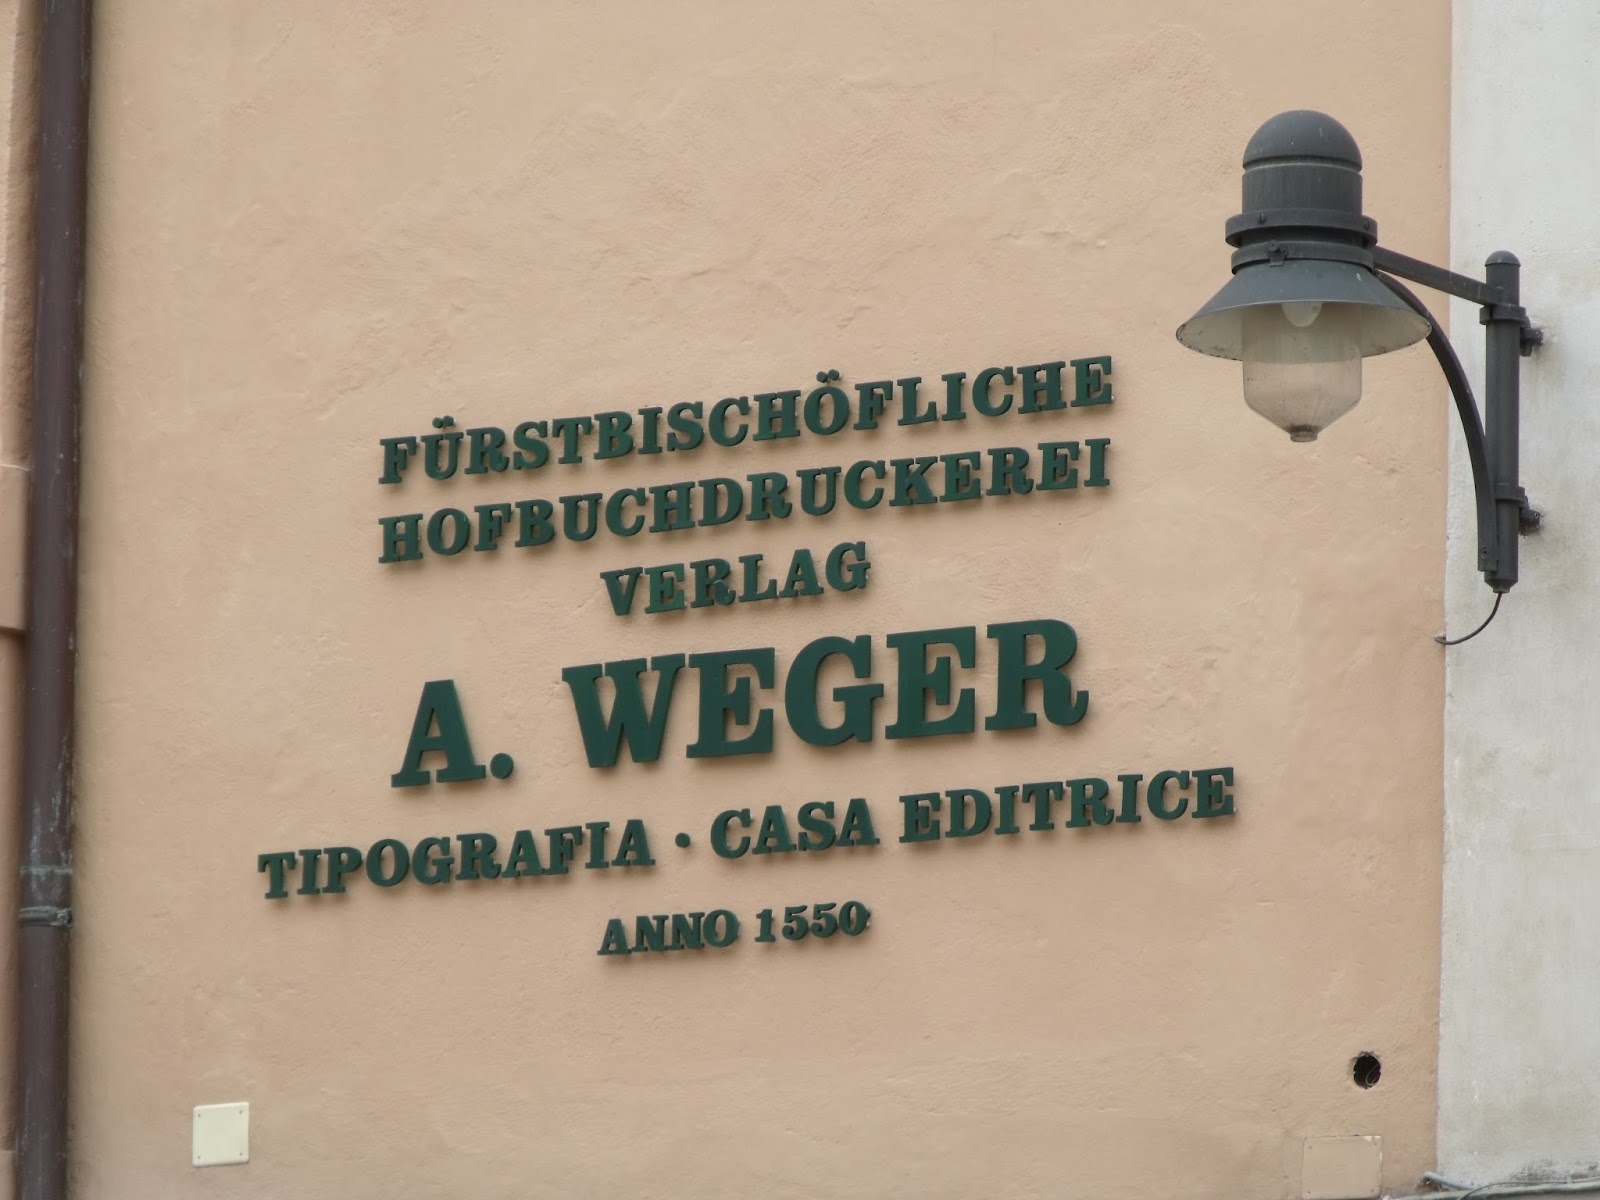 FÜRSTBISCHÖFLICHE
HOFBUCHDRUCKEREI
VERLAG
A. WEGER
TIPOGRAFIA · CASA EDITRICE
ANNO 1550